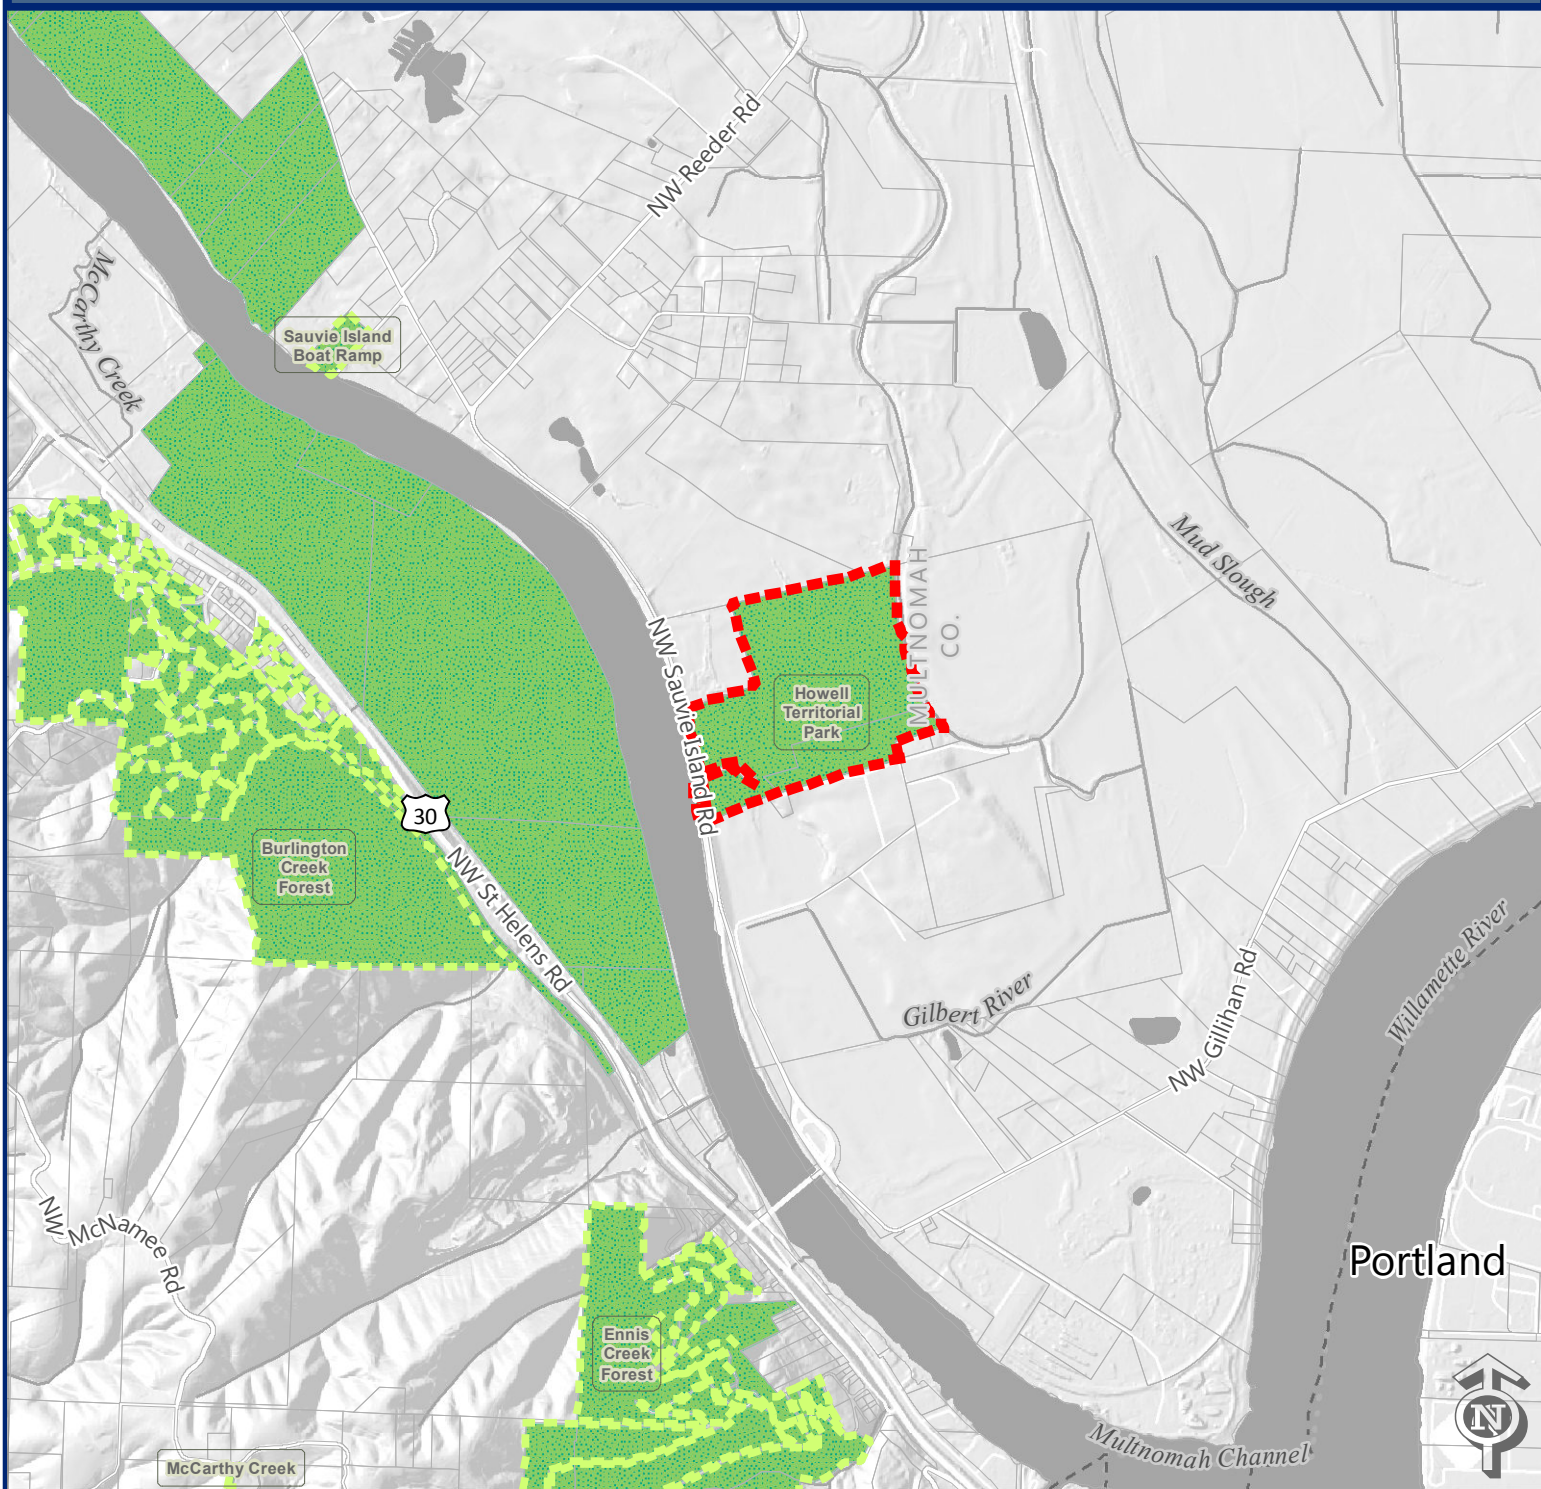 NW Reeder Rd
McCarthy Creek
Sauvie Island
Boat Ramp
Mud Slough
MULTNOMAH
CO.
NW Sauvie Island Rd
Howell
Territorial
Park
30
Burlington
Creek
Forest
NW St Helens Rd
Gilbert River
NW Gillihan Rd
Willamette River
NW McNamee Rd
Portland
Ennis
Creek
Forest
Multnomah Channel
McCarthy Creek
N